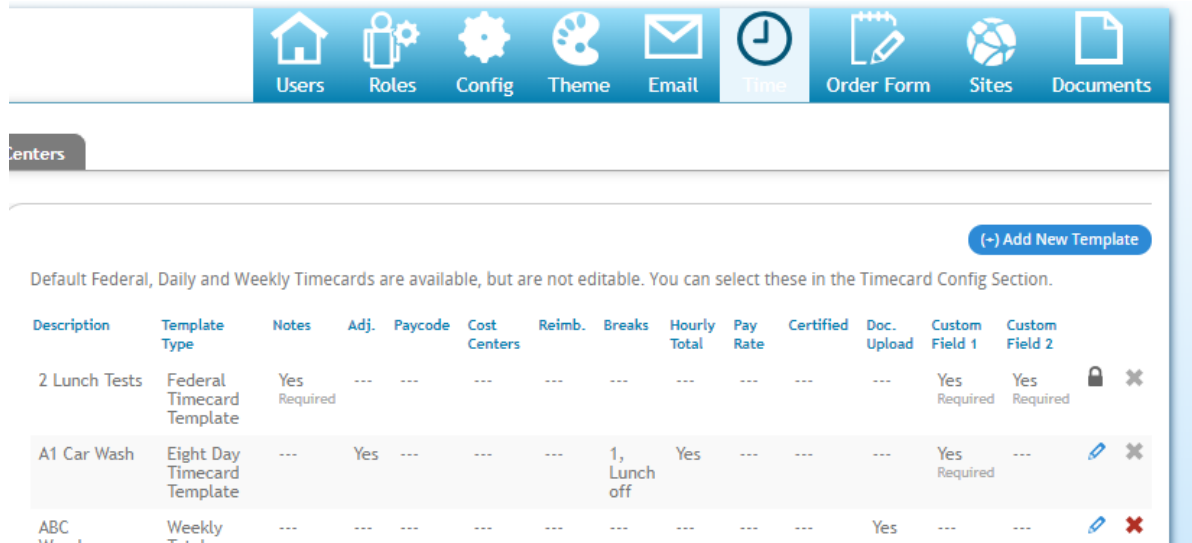 Users Roles Config Theme Email Time Order Form Sites Documents
Centers
(+) Add New Template
Default Federal, Daily and Weekly Timecards are available, but are not editable. You can select these in the Timecard Config Section.
Description Template Notes Adj. Paycode Cost Reimb. Breaks Hourly Pay Certified Doc. Custom Custom
Type Centers Total Rate Upload Field 1 Field 2
2 Lunch Tests Federal Yes --- --- --- --- --- --- --- --- --- Yes Yes
Timecard Required Required Required
Template
A1 Car Wash Eight Day --- Yes --- --- --- 1, Yes --- --- --- Yes ---
Timecard Lunch Required
Template off
ABC Weekly --- --- --- --- --- --- --- --- --- Yes --- ---